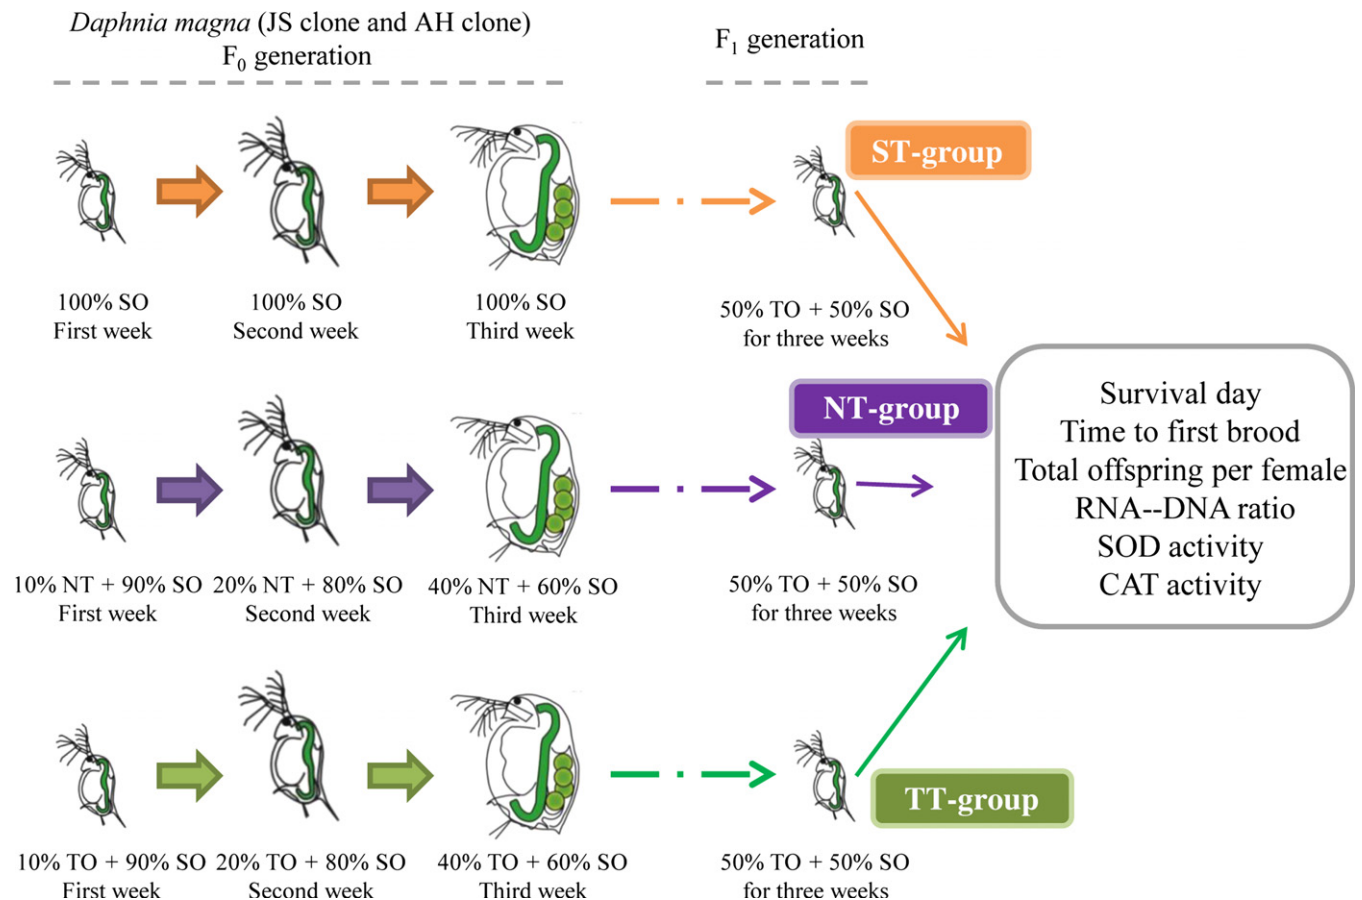 Daphnia magna (JS clone and AH clone)
F₀ generation
F₁ generation
ST-group
100% SO
First week
100% SO
Second week
100% SO
Third week
50% TO + 50% SO
for three weeks
NT-group
10% NT + 90% SO
First week
20% NT + 80% SO
Second week
40% NT + 60% SO
Third week
50% TO + 50% SO
for three weeks
Survival day
Time to first brood
Total offspring per female
RNA--DNA ratio
SOD activity
CAT activity
TT-group
10% TO + 90% SO
First week
20% TO + 80% SO
Second week
40% TO + 60% SO
Third week
50% TO + 50% SO
for three weeks